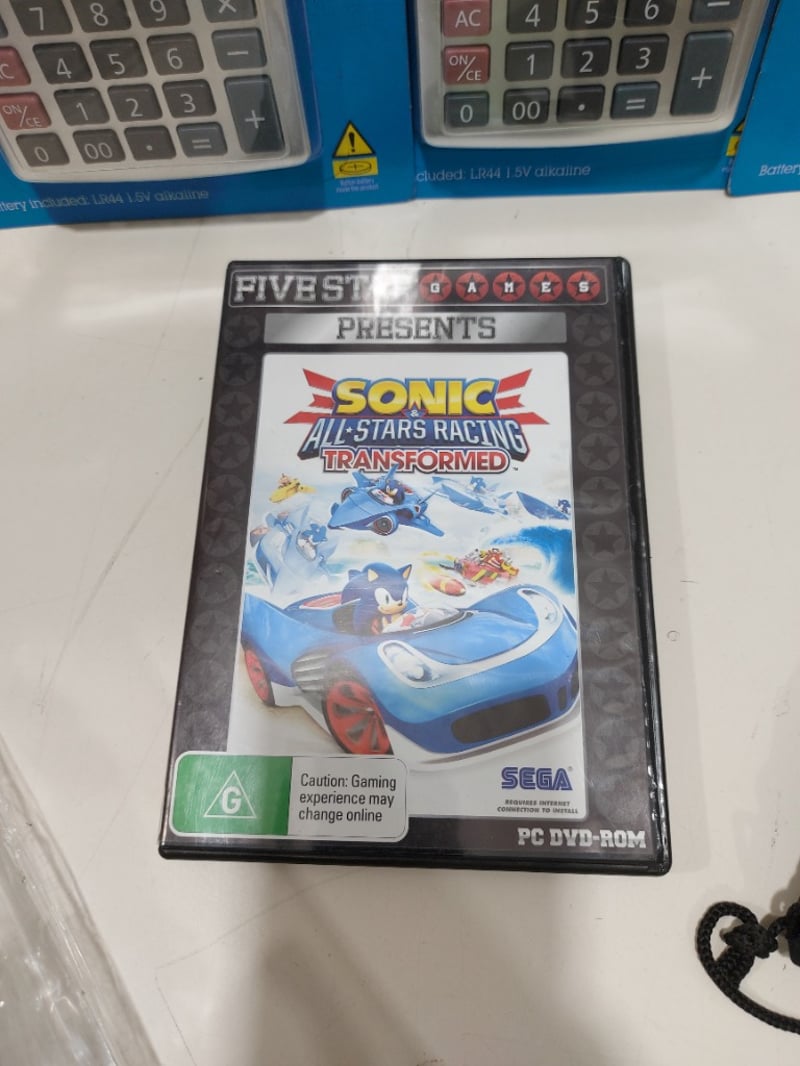 7 8 9 ×
4 5 6 −
ON/CE 1 2 3 +
0 00 • =
Battery included: LR44 1.5V alkaline
AC 4 5 6 −
ON/CE 1 2 3 +
0 00 • =
cluded: LR44 1.5V alkaline
Battery
FIVE ST GAMES
PRESENTS
SONIC
&
ALL★STARS RACING
TRANSFORMED™
SEGA®
REQUIRES INTERNET
CONNECTION TO INSTALL
G
Caution: Gaming
experience may
change online
PC DVD-ROM